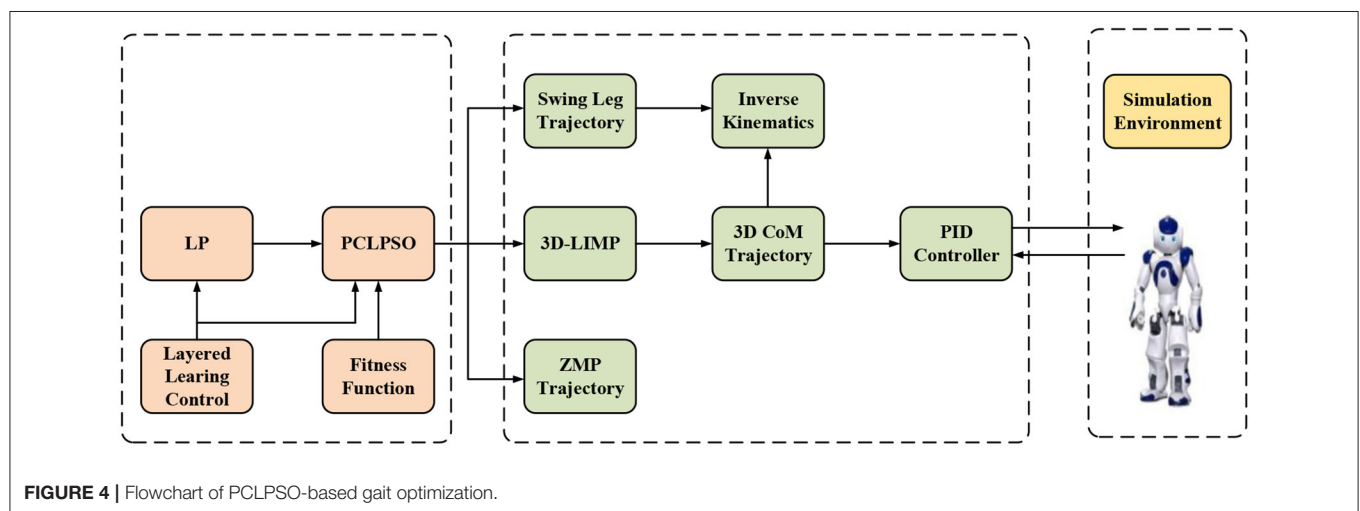 Swing Leg
Trajectory
Inverse
Kinematics
Simulation
Environment
LP
PCLPSO
3D-LIMP
3D CoM
Trajectory
PID
Controller
Layered
Learing
Control
Fitness
Function
ZMP
Trajectory
FIGURE 4 | Flowchart of PCLPSO-based gait optimization.